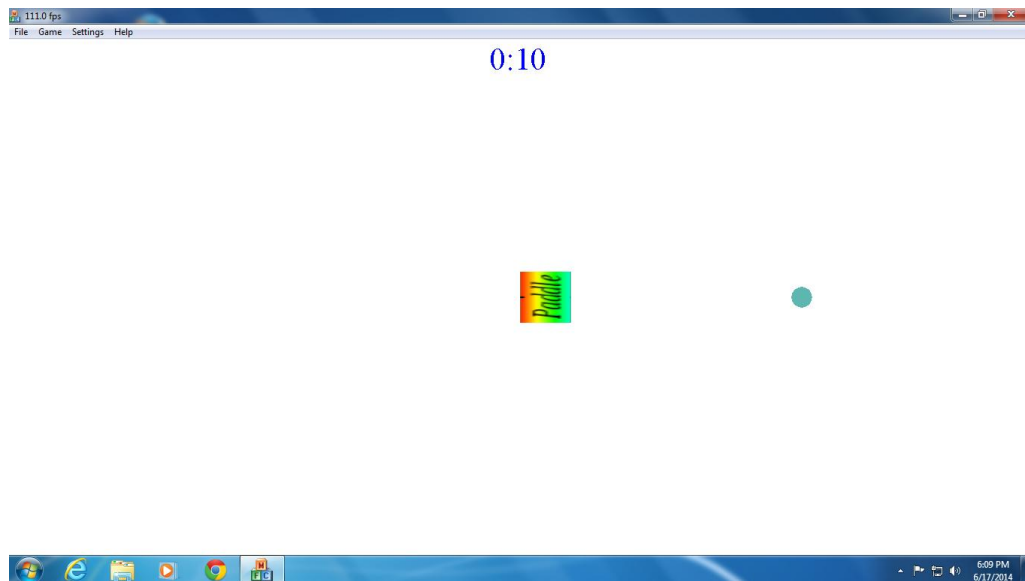 111.0 fps
File Game Settings Help
0:10
Paddle
M
F C
6:09 PM
6/17/2014